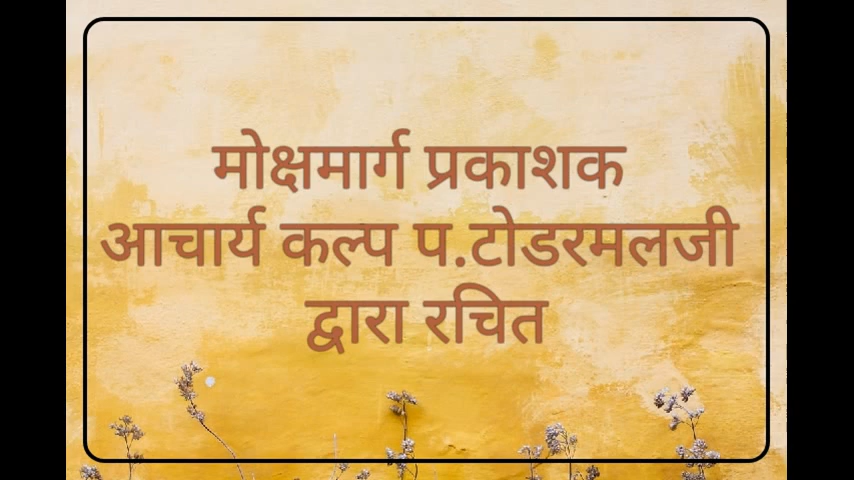 मोक्षमार्ग प्रकाशक
आचार्य कल्प प.टोडरमलजी
द्वारा रचित